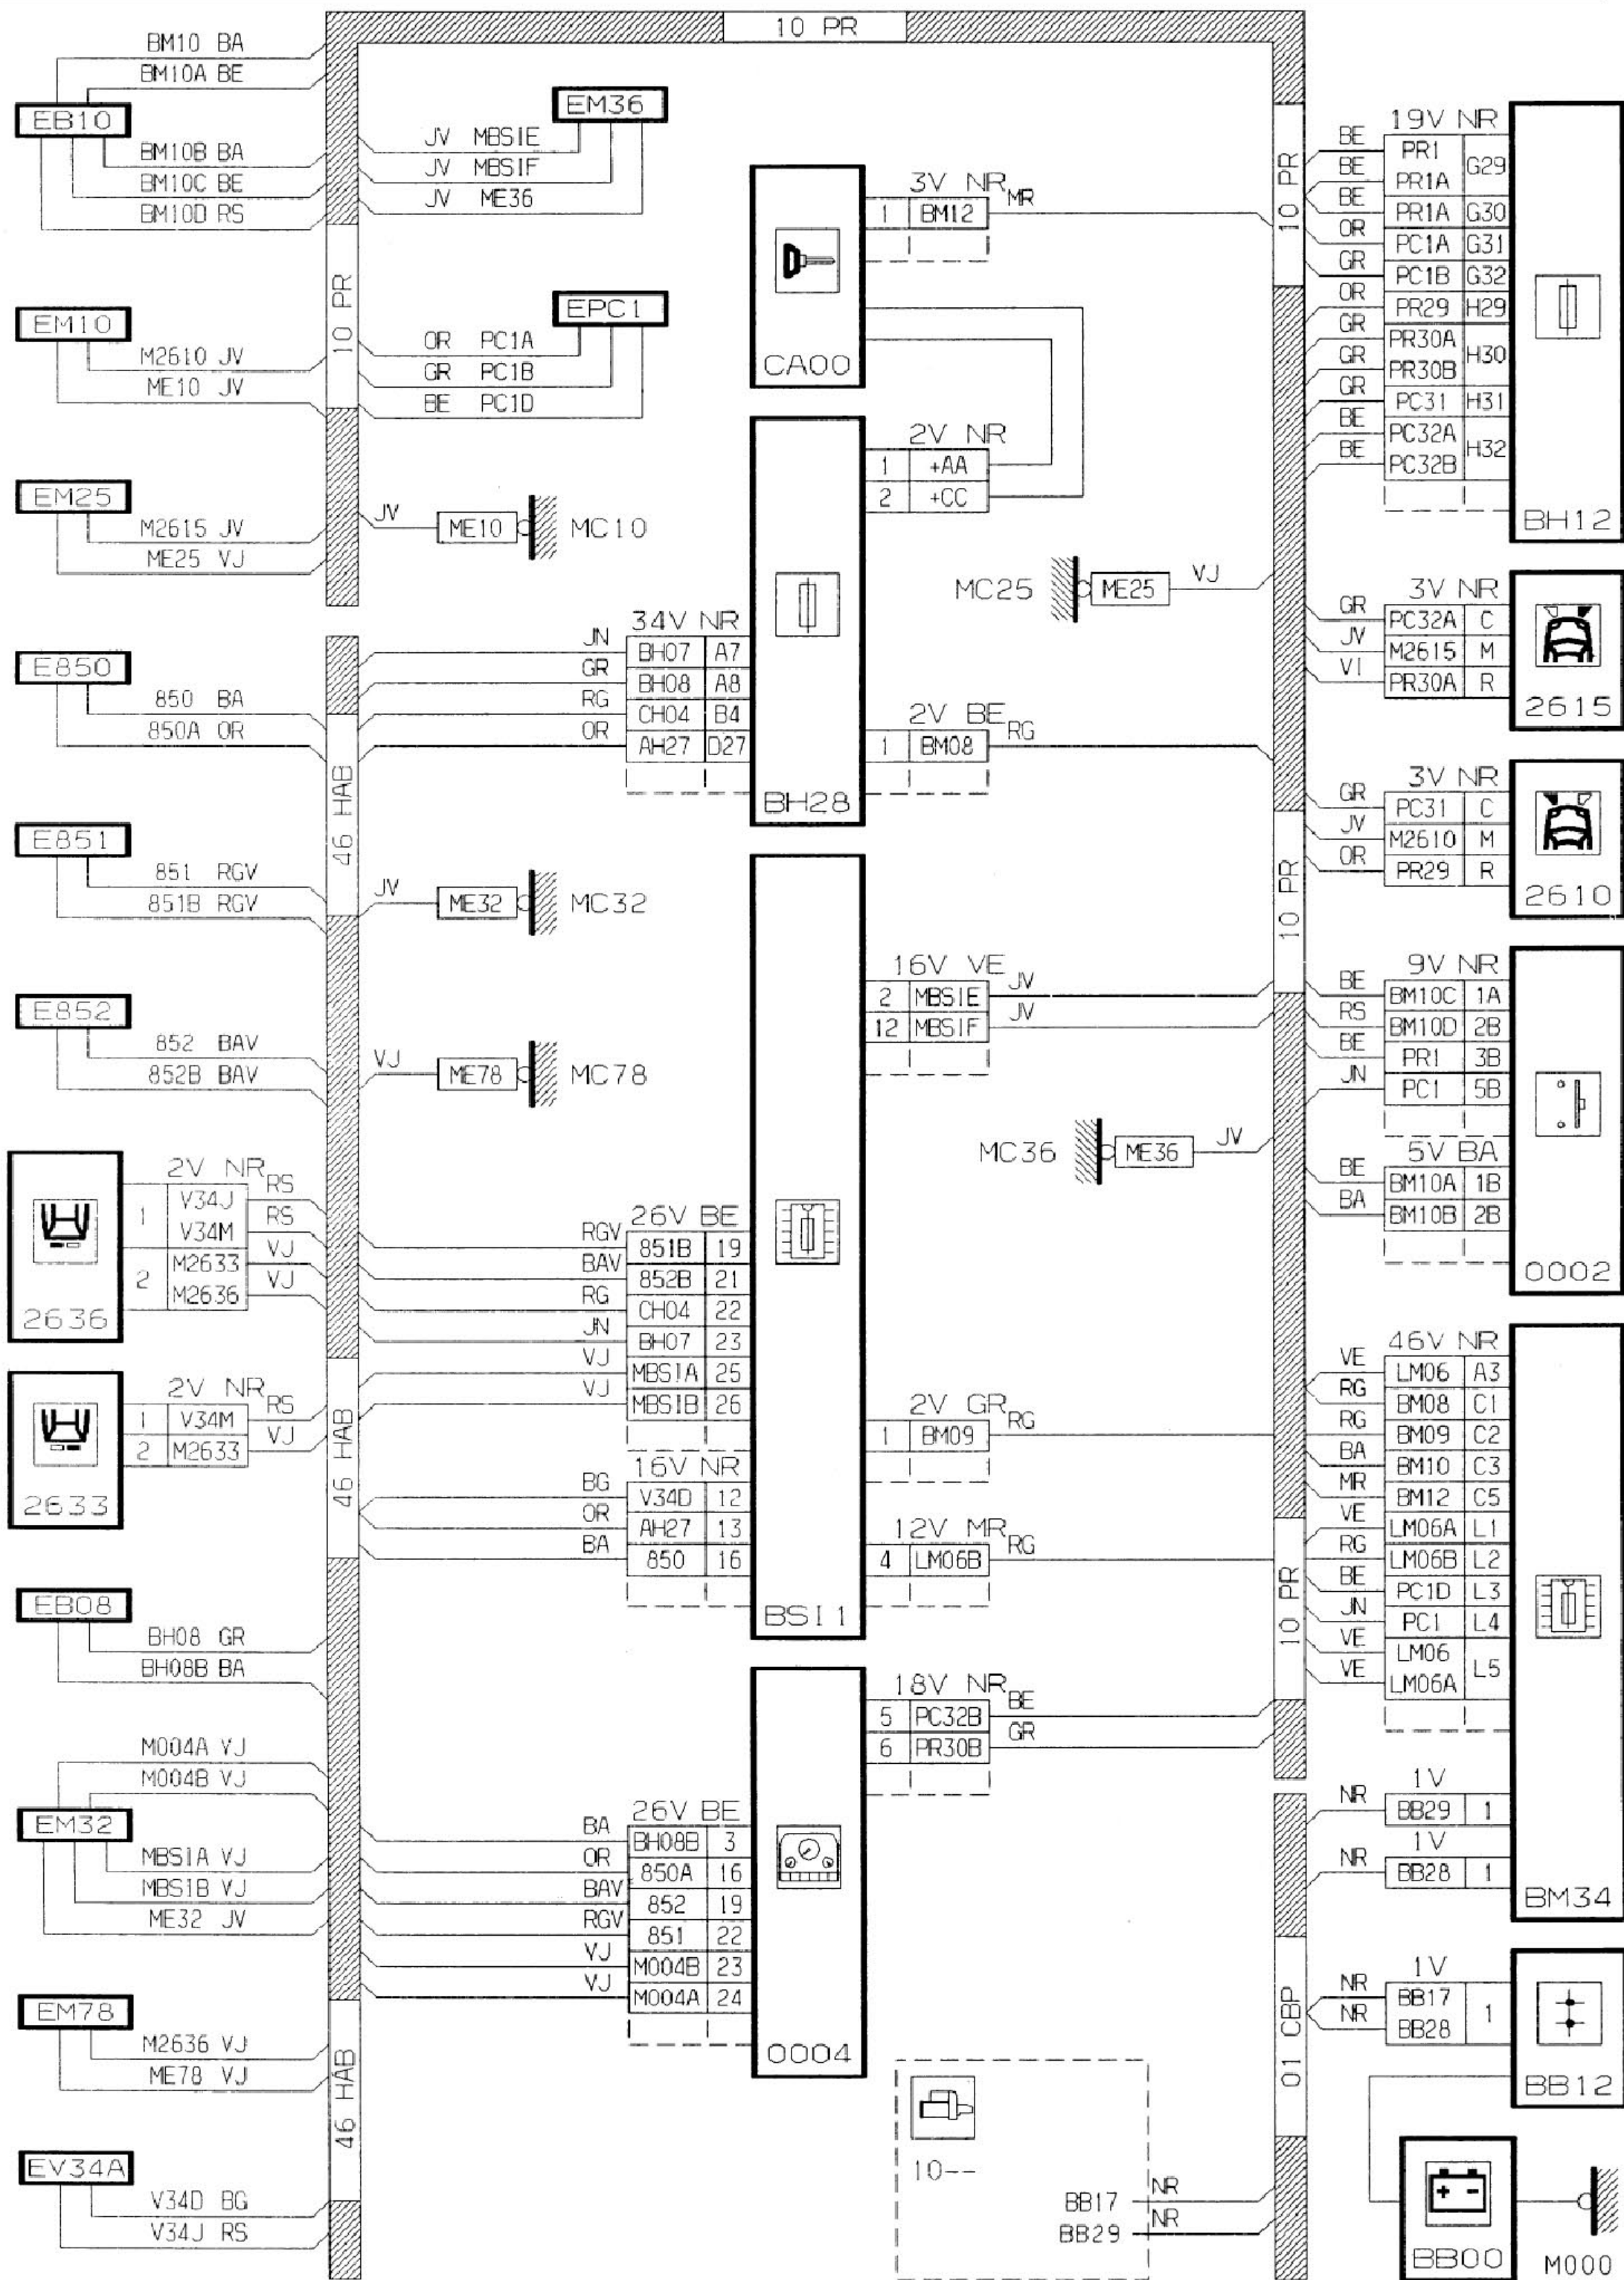 10 PR
BM10 BA
BM10A BE
EB10
BM10B BA
BM10C BE
BM10D RS
10 PR
EM10
M2610 JV
ME10 JV
EM25
M2615 JV
ME25 VJ
E850
850 BA
850A OR
46 HAB
E851
851 RGV
851B RGV
E852
852 BAV
852B BAV
2V NR
1 V34J RS
V34M RS
2 M2633 VJ
M2636 VJ
2636
2V NR
1 V34M RS
2 M2633 VJ
2633
46 HAB
EB08
BH08 GR
BH08B BA
M004A VJ
M004B VJ
EM32
MBSIA VJ
MBSIB VJ
ME32 JV
EM78
M2636 VJ
ME78 VJ
46 HAB
EV34A
V34D BG
V34J RS
EM36
JV MBSIE
JV MBSIF
JV ME36
EPC1
OR PC1A
GR PC1B
BE PC1D
JV ME10 MC10
JV ME32 MC32
VJ ME78 MC78
3V NR
1 BM12 MR
CA00
2V NR
1 +AA
2 +CC
34V NR
JN BH07 A7
GR BH08 A8
RG CH04 B4
OR AH27 D27
2V BE
1 BM08 RG
BH28
MC25 ME25 VJ
16V VE
2 MBSIE JV
12 MBSIF JV
MC36 ME36 JV
26V BE
RGV 851B 19
BAV 852B 21
RG CH04 22
JN BH07 23
VJ MBSIA 25
VJ MBSIB 26
16V NR
BG V34D 12
OR AH27 13
BA 850 16
2V GR
1 BM09 RG
12V MR
4 LM06B RG
BSI1
18V NR
5 PC32B BE
6 PR30B GR
26V BE
BA BH08B 3
OR 850A 16
BAV 852 19
RGV 851 22
VJ M004B 23
VJ M004A 24
0004
10--
BB17 NR
BB29 NR
10 PR
19V NR
BE PR1 G29
BE PR1A
BE PR1A G30
OR PC1A G31
GR PC1B G32
OR PR29 H29
GR PR30A H30
GR PR30B
GR PC31 H31
BE PC32A H32
BE PC32B
BH12
3V NR
GR PC32A C
JV M2615 M
VI PR30A R
2615
3V NR
GR PC31 C
JV M2610 M
OR PR29 R
2610
10 PR
9V NR
BE BM10C 1A
RS BM10D 2B
BE PR1 3B
JN PC1 5B
5V BA
BE BM10A 1B
BA BM10B 2B
0002
46V NR
VE LM06 A3
RG BM08 C1
RG BM09 C2
BA BM10 C3
MR BM12 C5
VE LM06A L1
RG LM06B L2
BE PC1D L3
JN PC1 L4
VE LM06 L5
VE LM06A
10 PR
1V
NR BB29 1
1V
NR BB28 1
BM34
01 CBP
1V
NR BB17 1
NR BB28
BB12
+ -
BB00
M000